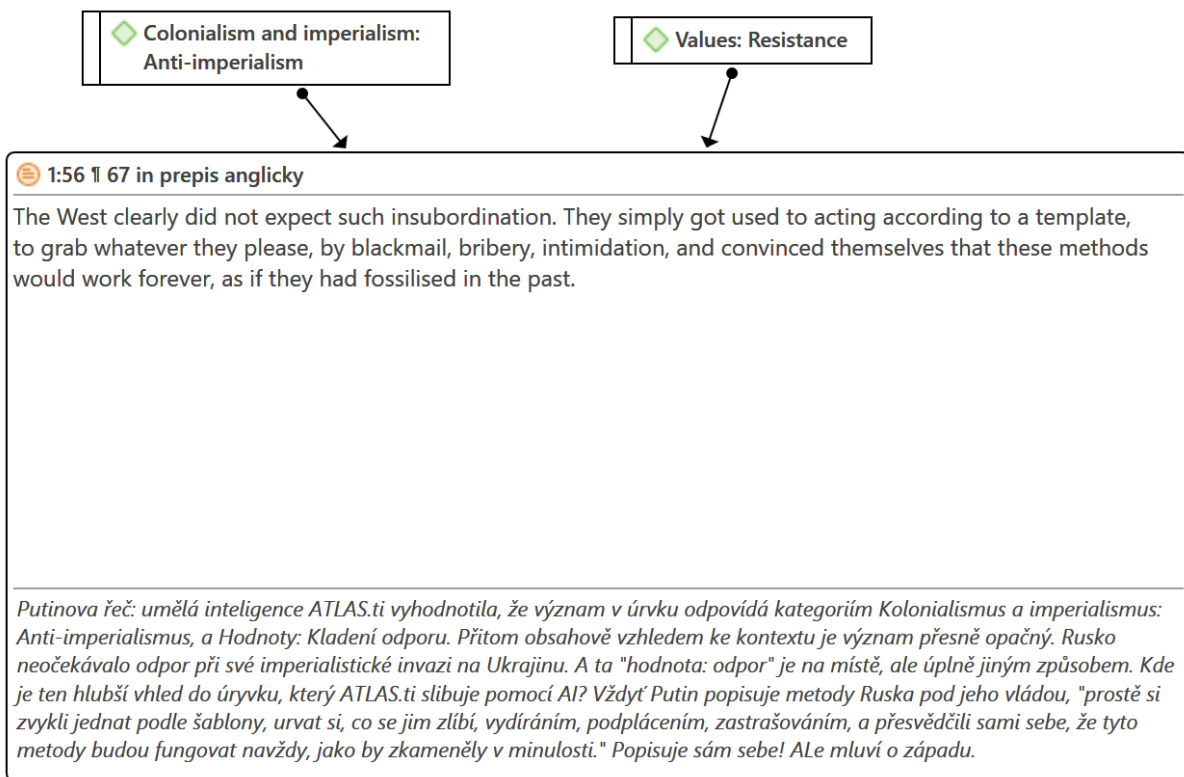 Colonialism and imperialism:
Anti-imperialism
Values: Resistance
1:56 ¶ 67 in prepis anglicky
The West clearly did not expect such insubordination. They simply got used to acting according to a template,
to grab whatever they please, by blackmail, bribery, intimidation, and convinced themselves that these methods
would work forever, as if they had fossilised in the past.
Putinova řeč: umělá inteligence ATLAS.ti vyhodnotila, že význam v úrvku odpovídá kategoriím Kolonialismus a imperialismus:
Anti-imperialismus, a Hodnoty: Kladení odporu. Přitom obsahově vzhledem ke kontextu je význam přesně opačný. Rusko
neočekávalo odpor při své imperialistické invazi na Ukrajinu. A ta "hodnota: odpor" je na místě, ale úplně jiným způsobem. Kde
je ten hlubší vhled do úryvku, který ATLAS.ti slibuje pomocí AI? Vždyť Putin popisuje metody Ruska pod jeho vládou, "prostě si
zvykli jednat podle šablony, urvat si, co se jim zlíbí, vydíráním, podplácením, zastrašováním, a přesvědčili sami sebe, že tyto
metody budou fungovat navždy, jako by zkameněly v minulosti." Popisuje sám sebe! ALe mluví o západu.